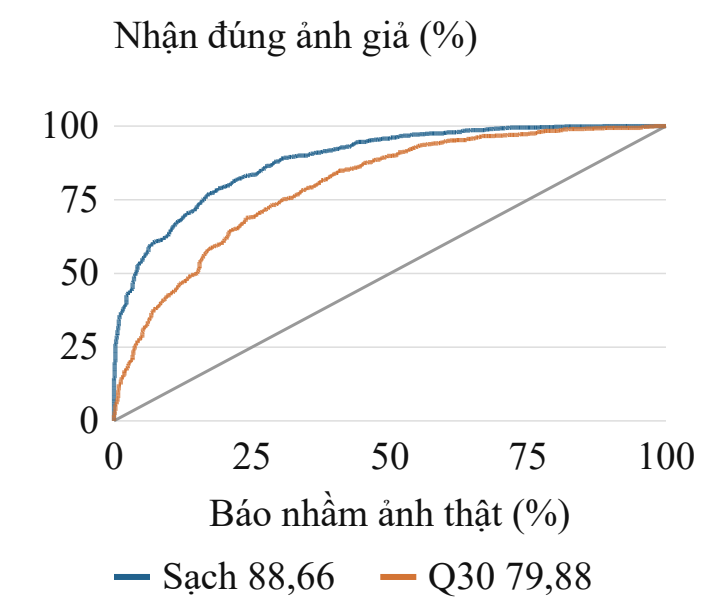 Nhận đúng ảnh giả (%)
100
75
50
25
0
0 25 50 75 100
Báo nhầm ảnh thật (%)
Sạch 88,66 Q30 79,88